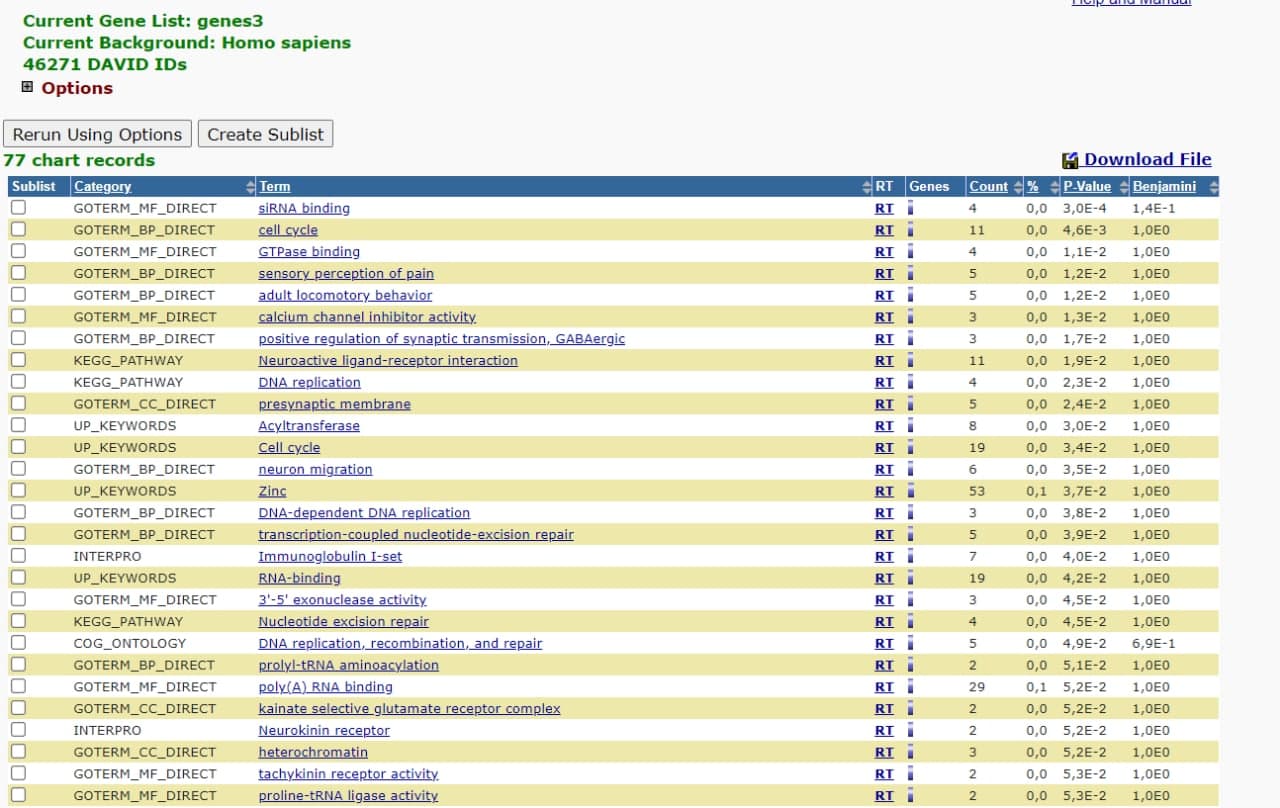 Help and Manual
Current Gene List: genes3
Current Background: Homo sapiens
46271 DAVID IDs
Options
Rerun Using Options Create Sublist
77 chart records Download File
Sublist Category Term RT Genes Count % P-Value Benjamini
GOTERM_MF_DIRECT siRNA binding RT 4 0,0 3,0E-4 1,4E-1
GOTERM_BP_DIRECT cell cycle RT 11 0,0 4,6E-3 1,0E0
GOTERM_MF_DIRECT GTPase binding RT 4 0,0 1,1E-2 1,0E0
GOTERM_BP_DIRECT sensory perception of pain RT 5 0,0 1,2E-2 1,0E0
GOTERM_BP_DIRECT adult locomotory behavior RT 5 0,0 1,2E-2 1,0E0
GOTERM_MF_DIRECT calcium channel inhibitor activity RT 3 0,0 1,3E-2 1,0E0
GOTERM_BP_DIRECT positive regulation of synaptic transmission, GABAergic RT 3 0,0 1,7E-2 1,0E0
KEGG_PATHWAY Neuroactive ligand-receptor interaction RT 11 0,0 1,9E-2 1,0E0
KEGG_PATHWAY DNA replication RT 4 0,0 2,3E-2 1,0E0
GOTERM_CC_DIRECT presynaptic membrane RT 5 0,0 2,4E-2 1,0E0
UP_KEYWORDS Acyltransferase RT 8 0,0 3,0E-2 1,0E0
UP_KEYWORDS Cell cycle RT 19 0,0 3,4E-2 1,0E0
GOTERM_BP_DIRECT neuron migration RT 6 0,0 3,5E-2 1,0E0
UP_KEYWORDS Zinc RT 53 0,1 3,7E-2 1,0E0
GOTERM_BP_DIRECT DNA-dependent DNA replication RT 3 0,0 3,8E-2 1,0E0
GOTERM_BP_DIRECT transcription-coupled nucleotide-excision repair RT 5 0,0 3,9E-2 1,0E0
INTERPRO Immunoglobulin I-set RT 7 0,0 4,0E-2 1,0E0
UP_KEYWORDS RNA-binding RT 19 0,0 4,2E-2 1,0E0
GOTERM_MF_DIRECT 3'-5' exonuclease activity RT 3 0,0 4,5E-2 1,0E0
KEGG_PATHWAY Nucleotide excision repair RT 4 0,0 4,5E-2 1,0E0
COG_ONTOLOGY DNA replication, recombination, and repair RT 5 0,0 4,9E-2 6,9E-1
GOTERM_BP_DIRECT prolyl-tRNA aminoacylation RT 2 0,0 5,1E-2 1,0E0
GOTERM_MF_DIRECT poly(A) RNA binding RT 29 0,1 5,2E-2 1,0E0
GOTERM_CC_DIRECT kainate selective glutamate receptor complex RT 2 0,0 5,2E-2 1,0E0
INTERPRO Neurokinin receptor RT 2 0,0 5,2E-2 1,0E0
GOTERM_CC_DIRECT heterochromatin RT 3 0,0 5,2E-2 1,0E0
GOTERM_MF_DIRECT tachykinin receptor activity RT 2 0,0 5,3E-2 1,0E0
GOTERM_MF_DIRECT proline-tRNA ligase activity RT 2 0,0 5,3E-2 1,0E0